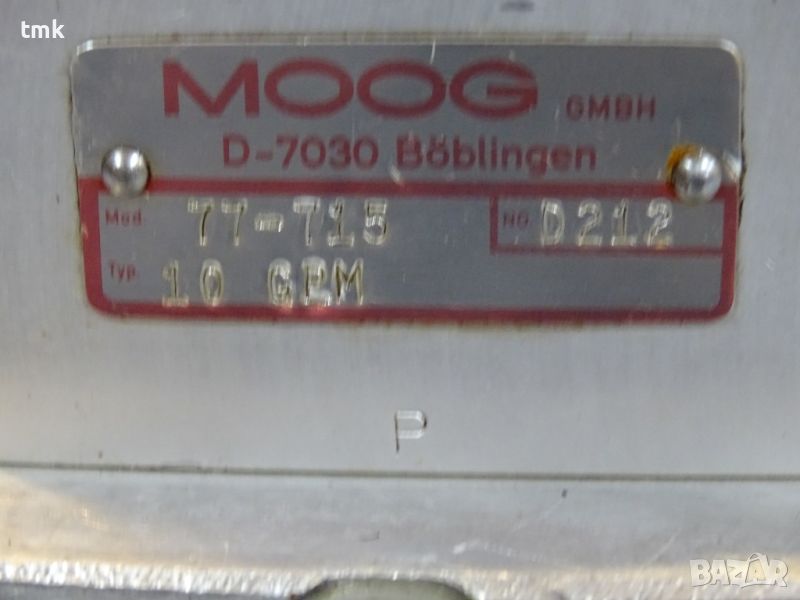 tmk
MOOG GMBH
D-7030 Böblingen
Mod. 77-715 NO. D212
Typ. 10 GPM
P
BAZAR